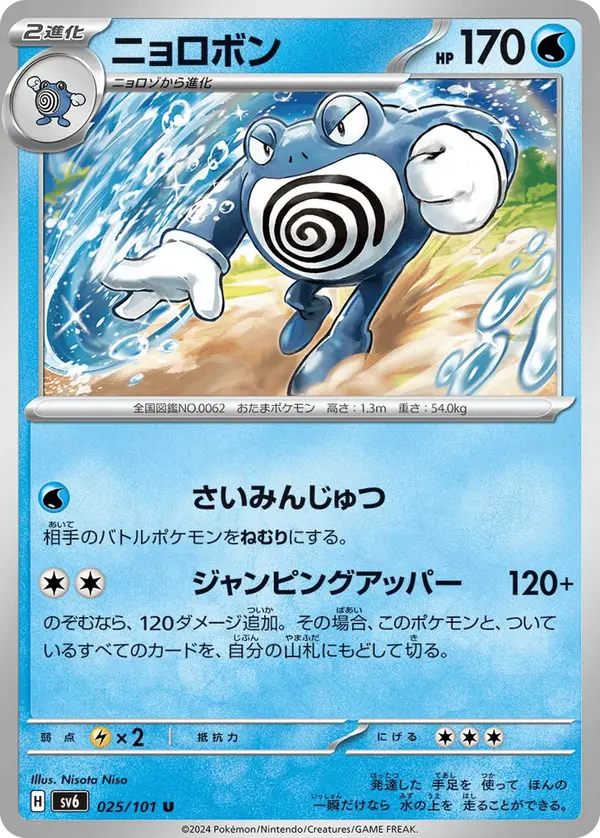 2進化
ニョロボン
HP 170
ニョロゾから進化
全国図鑑NO.0062 おたまポケモン 高さ：1.3m 重さ：54.0kg
さいみんじゅつ
相手のバトルポケモンをねむりにする。
ジャンピングアッパー 120+
のぞむなら、120ダメージ追加。その場合、このポケモンと、ついて
いるすべてのカードを、自分の山札にもどして切る。
弱点 ×2 抵抗力 にげる
Illus. Nisota Niso
H sv6 025/101 U
発達した 手足を 使って ほんの
一瞬だけなら 水の上を 走ることができる。
©2024 Pokémon/Nintendo/Creatures/GAME FREAK.